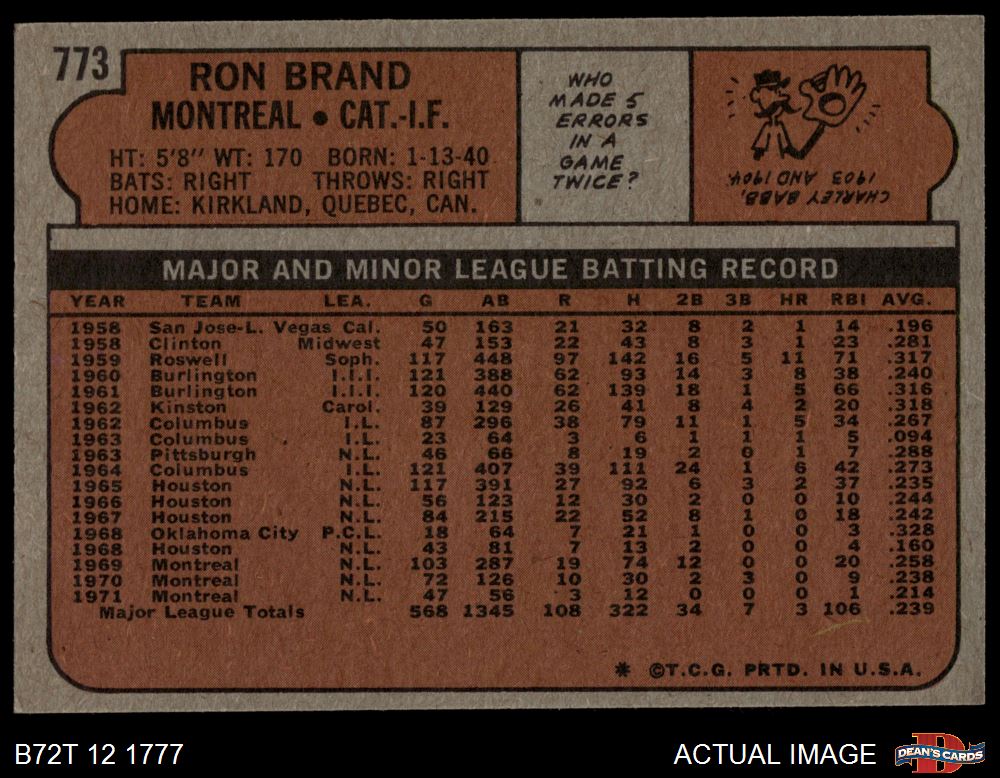 773
RON BRAND
MONTREAL • CAT.-I.F.
HT: 5'8" WT: 170 BORN: 1-13-40
BATS: RIGHT THROWS: RIGHT
HOME: KIRKLAND, QUEBEC, CAN.
WHO
MADE 5
ERRORS
IN A
GAME
TWICE?
CHARLEY BABB,
1903 AND 1904.
MAJOR AND MINOR LEAGUE BATTING RECORD
YEAR TEAM LEA. G AB R H 2B 3B HR RBI AVG.
1958 San Jose-L. Vegas Cal. 50 163 21 32 8 2 1 14 .196
1958 Clinton Midwest 47 153 22 43 8 3 1 23 .281
1959 Roswell Soph. 117 448 97 142 16 5 11 71 .317
1960 Burlington I.I.I. 121 388 62 93 14 3 8 38 .240
1961 Burlington I.I.I. 120 440 62 139 18 1 5 66 .316
1962 Kinston Carol. 39 129 26 41 8 4 2 20 .318
1962 Columbus I.L. 87 296 38 79 11 1 5 34 .267
1963 Columbus I.L. 23 64 3 6 1 1 1 5 .094
1963 Pittsburgh N.L. 46 66 8 19 2 0 1 7 .288
1964 Columbus I.L. 121 407 39 111 24 1 6 42 .273
1965 Houston N.L. 117 391 27 92 6 3 2 37 .235
1966 Houston N.L. 56 123 12 30 2 0 0 10 .244
1967 Houston N.L. 84 215 22 52 8 1 0 18 .242
1968 Oklahoma City P.C.L. 18 64 7 21 1 0 0 3 .328
1968 Houston N.L. 43 81 7 13 2 0 0 4 .160
1969 Montreal N.L. 103 287 19 74 12 0 0 20 .258
1970 Montreal N.L. 72 126 10 30 2 3 0 9 .238
1971 Montreal N.L. 47 56 3 12 0 0 0 1 .214
Major League Totals 568 1345 108 322 34 7 3 106 .239
* ©T.C.G. PRTD. IN U.S.A.
B72T 12 1777
ACTUAL IMAGE
DEAN'S CARDS